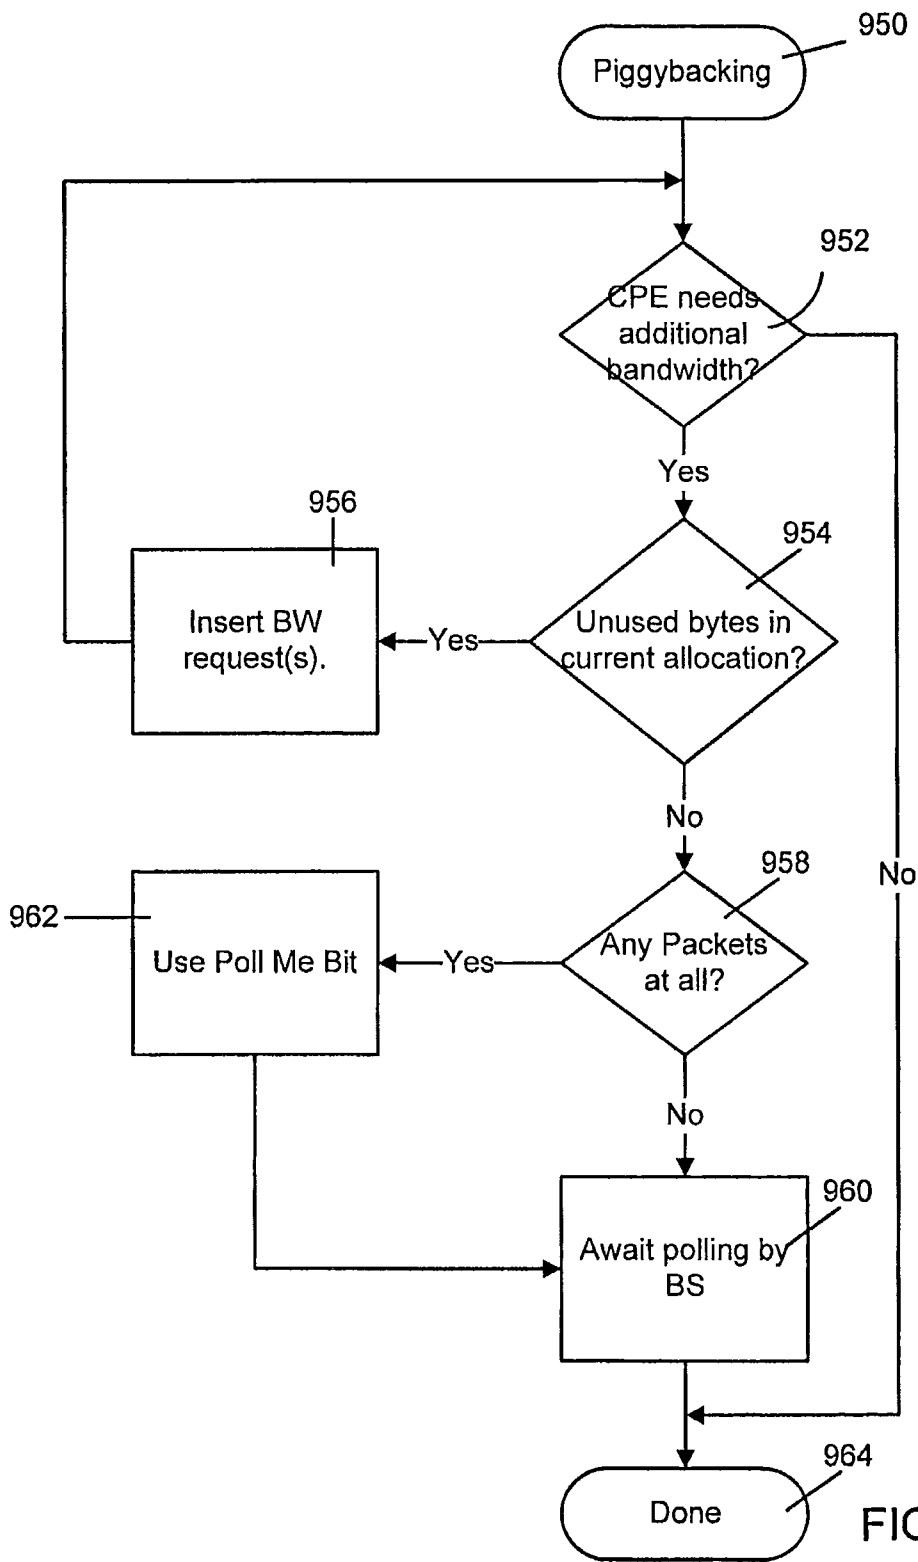 950
Piggybacking
952
CPE needs
additional
bandwidth?
Yes
956
954
Insert BW
request(s).
Yes
Unused bytes in
current allocation?
No
958
No
962
Use Poll Me Bit
Yes
Any Packets
at all?
No
960
Await polling by
BS
964
Done